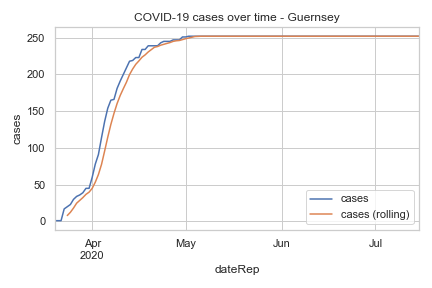 COVID-19 cases over time - Guernsey
250
200
150
100
50
0
cases
Apr
2020
May
Jun
Jul
dateRep
cases
cases (rolling)